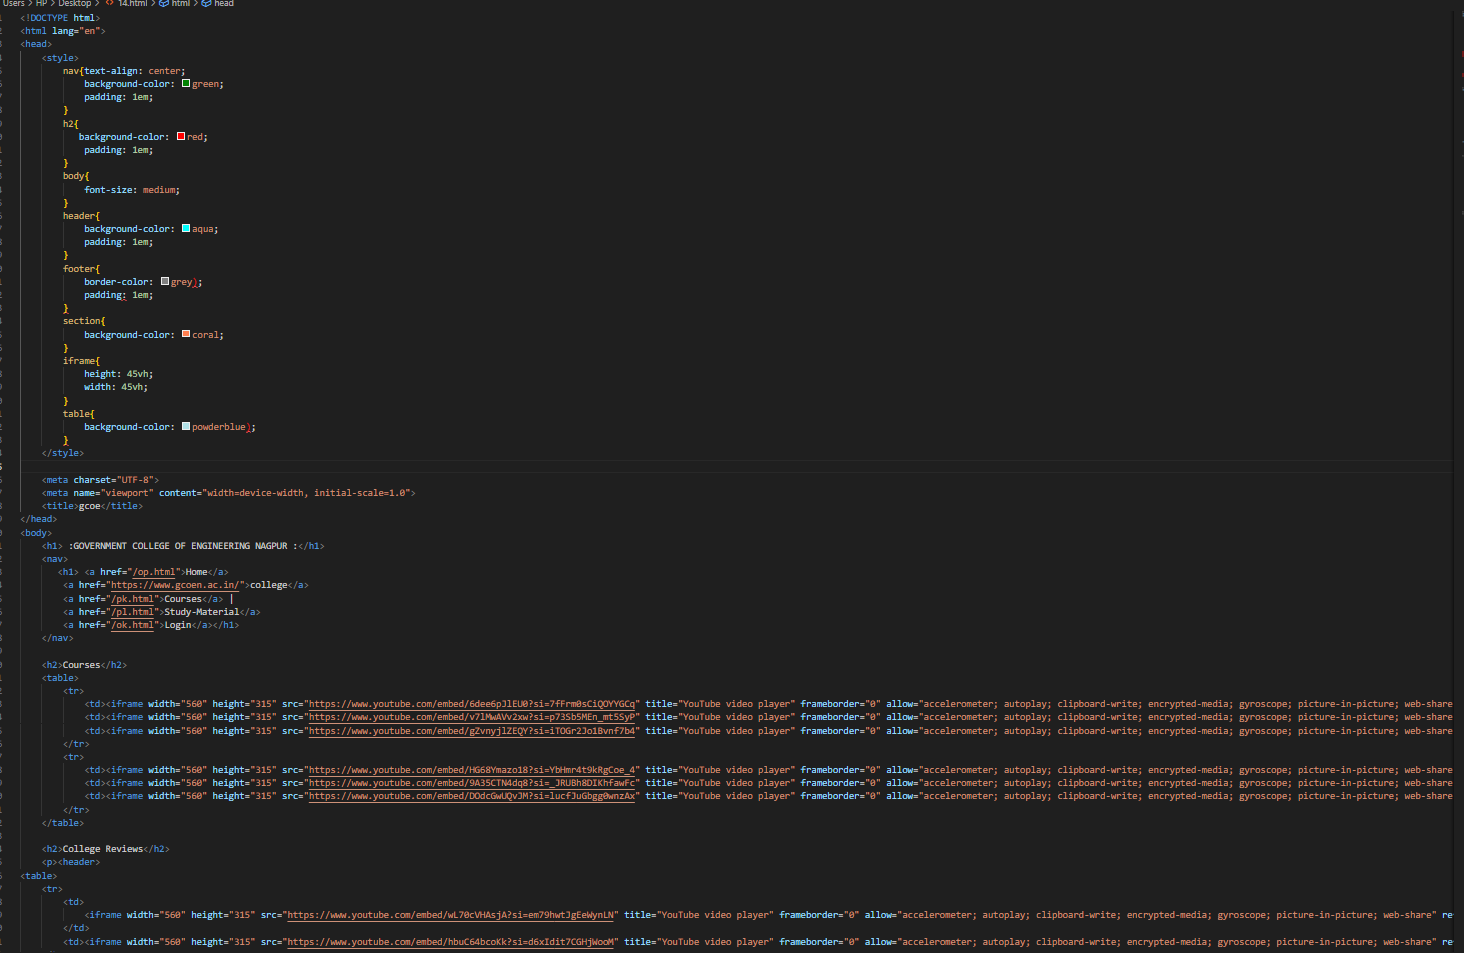 Users > HP > Desktop > <> 14.html > html > head
<!DOCTYPE html>
<html lang="en">
<head>
<style>
nav{text-align: center;
background-color: green;
padding: 1em;
}
h2{
background-color: red;
padding: 1em;
}
body{
font-size: medium;
}
header{
background-color: aqua;
padding: 1em;
}
footer{
border-color: grey);
padding: 1em;
}
section{
background-color: coral;
}
iframe{
height: 45vh;
width: 45vh;
}
table{
background-color: powderblue);
}
</style>
<meta charset="UTF-8">
<meta name="viewport" content="width=device-width, initial-scale=1.0">
<title>gcoe</title>
</head>
<body>
<h1> :GOVERNMENT COLLEGE OF ENGINEERING NAGPUR :</h1>
<nav>
<h1> <a href="/op.html">Home</a>
<a href="https://www.gcoen.ac.in/">college</a>
<a href="/pk.html">Courses</a> |
<a href="/pl.html">Study-Material</a>
<a href="/ok.html">Login</a></h1>
</nav>
<h2>Courses</h2>
<table>
<tr>
<td><iframe width="560" height="315" src="https://www.youtube.com/embed/6dee6pJlEU0?si=7fFrm0sCiQOYYGCq" title="YouTube video player" frameborder="0" allow="accelerometer; autoplay; clipboard-write; encrypted-media; gyroscope; picture-in-picture; web-share
<td><iframe width="560" height="315" src="https://www.youtube.com/embed/v7lMwAVv2xw?si=p73Sb5MEn_mt5SyP" title="YouTube video player" frameborder="0" allow="accelerometer; autoplay; clipboard-write; encrypted-media; gyroscope; picture-in-picture; web-share
<td><iframe width="560" height="315" src="https://www.youtube.com/embed/gZvnyjlZEQY?si=iTOGr2Jo1Bvnf7b4" title="YouTube video player" frameborder="0" allow="accelerometer; autoplay; clipboard-write; encrypted-media; gyroscope; picture-in-picture; web-share
</tr>
<tr>
<td><iframe width="560" height="315" src="https://www.youtube.com/embed/HG68Ymazo18?si=YbHmr4t9kRgCoe_4" title="YouTube video player" frameborder="0" allow="accelerometer; autoplay; clipboard-write; encrypted-media; gyroscope; picture-in-picture; web-share
<td><iframe width="560" height="315" src="https://www.youtube.com/embed/9A35CTN4dq8?si=_JRUBh8DIKhfawFc" title="YouTube video player" frameborder="0" allow="accelerometer; autoplay; clipboard-write; encrypted-media; gyroscope; picture-in-picture; web-share
<td><iframe width="560" height="315" src="https://www.youtube.com/embed/DOdcGwUQvJM?si=lucfJuGbgg0wnzAx" title="YouTube video player" frameborder="0" allow="accelerometer; autoplay; clipboard-write; encrypted-media; gyroscope; picture-in-picture; web-share
</tr>
</table>
<h2>College Reviews</h2>
<p><header>
<table>
<tr>
<td>
<iframe width="560" height="315" src="https://www.youtube.com/embed/wL70cVHAsjA?si=em79hwtJgEeWynLN" title="YouTube video player" frameborder="0" allow="accelerometer; autoplay; clipboard-write; encrypted-media; gyroscope; picture-in-picture; web-share" re
</td>
<td><iframe width="560" height="315" src="https://www.youtube.com/embed/hbuC64bcoKk?si=d6xIdit7CGHjWooM" title="YouTube video player" frameborder="0" allow="accelerometer; autoplay; clipboard-write; encrypted-media; gyroscope; picture-in-picture; web-share" re